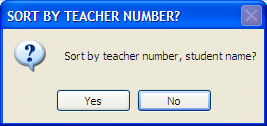 SORT BY TEACHER NUMBER?
Sort by teacher number, student name?
Yes No